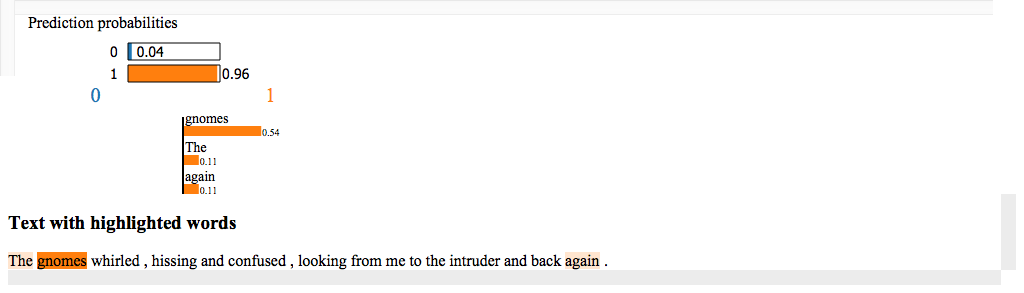 Prediction probabilities
0 0.04
1 0.96
0 1
gnomes
0.54
The
0.11
again
0.11
Text with highlighted words
The gnomes whirled , hissing and confused , looking from me to the intruder and back again .